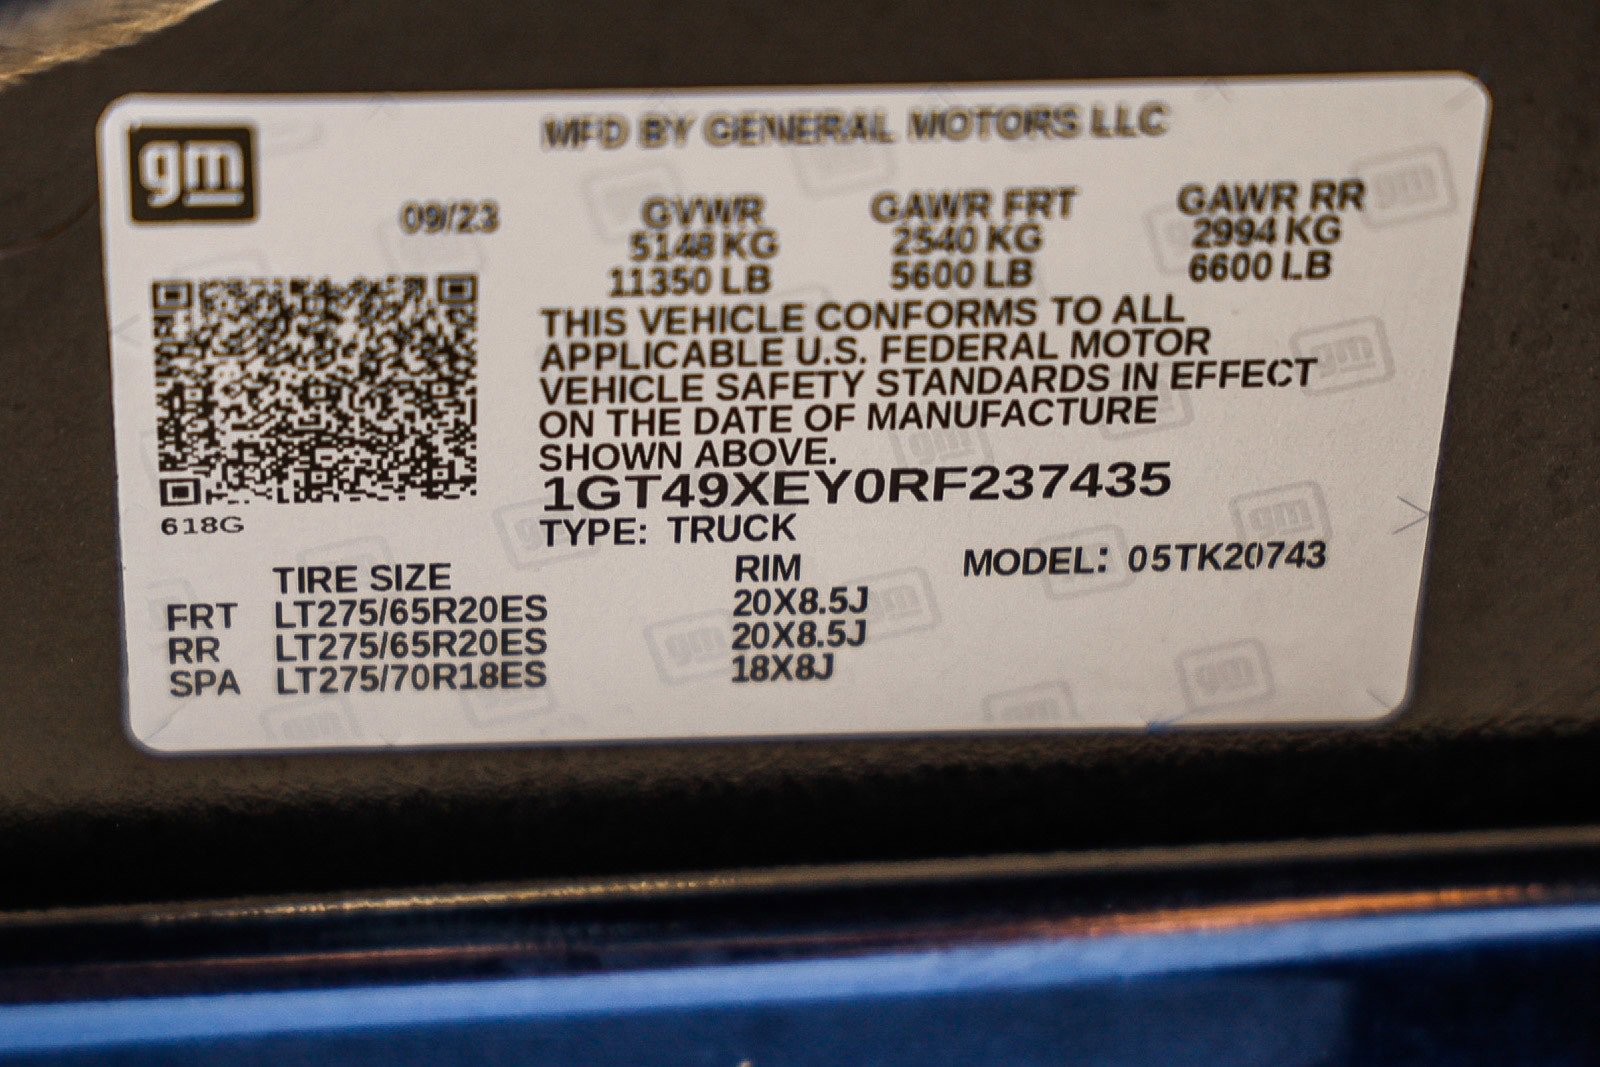 gm
MFD BY GENERAL MOTORS LLC
09/23
GVWR
5148 KG
11350 LB
GAWR FRT
2540 KG
5600 LB
GAWR RR
2994 KG
6600 LB
THIS VEHICLE CONFORMS TO ALL
APPLICABLE U.S. FEDERAL MOTOR
VEHICLE SAFETY STANDARDS IN EFFECT
ON THE DATE OF MANUFACTURE
SHOWN ABOVE.
1GT49XEY0RF237435
618G
TYPE: TRUCK
MODEL: 05TK20743
TIRE SIZE RIM
FRT LT275/65R20ES 20X8.5J
RR LT275/65R20ES 20X8.5J
SPA LT275/70R18ES 18X8J